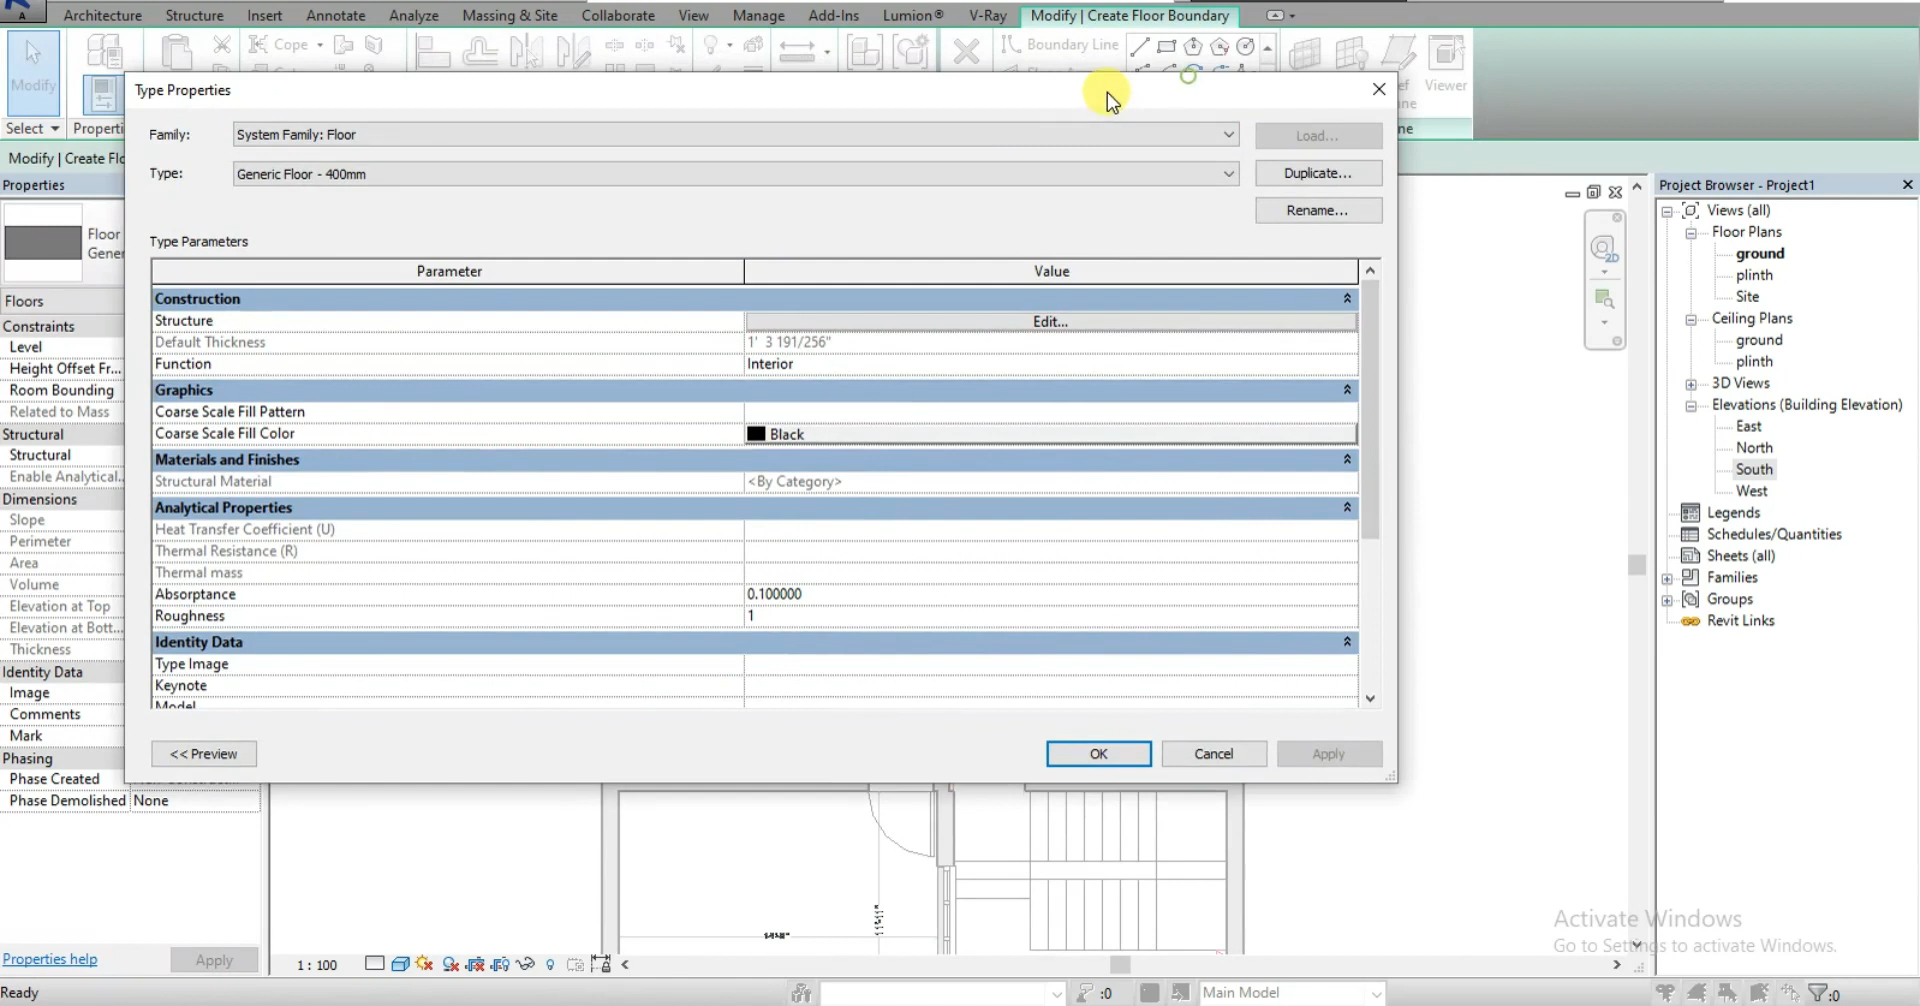 Architecture Structure Insert Annotate Analyze Massing & Site Collaborate View Manage Add-Ins Lumion® V-Ray Modify | Create Floor Boundary
Modify
Cope
Boundary Line
Viewer
Select
Properti
Modify | Create Flo
Type Properties
Family: System Family: Floor Load...
Type: Generic Floor - 400mm Duplicate...
Rename...
Type Parameters
Parameter Value
Construction
Structure Edit...
Default Thickness 1' 3 191/256"
Function Interior
Graphics
Coarse Scale Fill Pattern
Coarse Scale Fill Color Black
Materials and Finishes
Structural Material <By Category>
Analytical Properties
Heat Transfer Coefficient (U)
Thermal Resistance (R)
Thermal mass
Absorptance 0.100000
Roughness 1
Identity Data
Type Image
Keynote
Model
<< Preview OK Cancel Apply
Properties
Floor
Gener
Floors
Constraints
Level
Height Offset Fr...
Room Bounding
Related to Mass
Structural
Structural
Enable Analytical...
Dimensions
Slope
Perimeter
Area
Volume
Elevation at Top
Elevation at Bott...
Thickness
Identity Data
Image
Comments
Mark
Phasing
Phase Created
Phase Demolished None
Properties help Apply
Project Browser - Project1
Views (all)
Floor Plans
ground
plinth
Site
Ceiling Plans
ground
plinth
3D Views
Elevations (Building Elevation)
East
North
South
West
Legends
Schedules/Quantities
Sheets (all)
Families
Groups
Revit Links
Activate Windows
Go to Settings to activate Windows.
1 : 100
Ready :0 Main Model :0